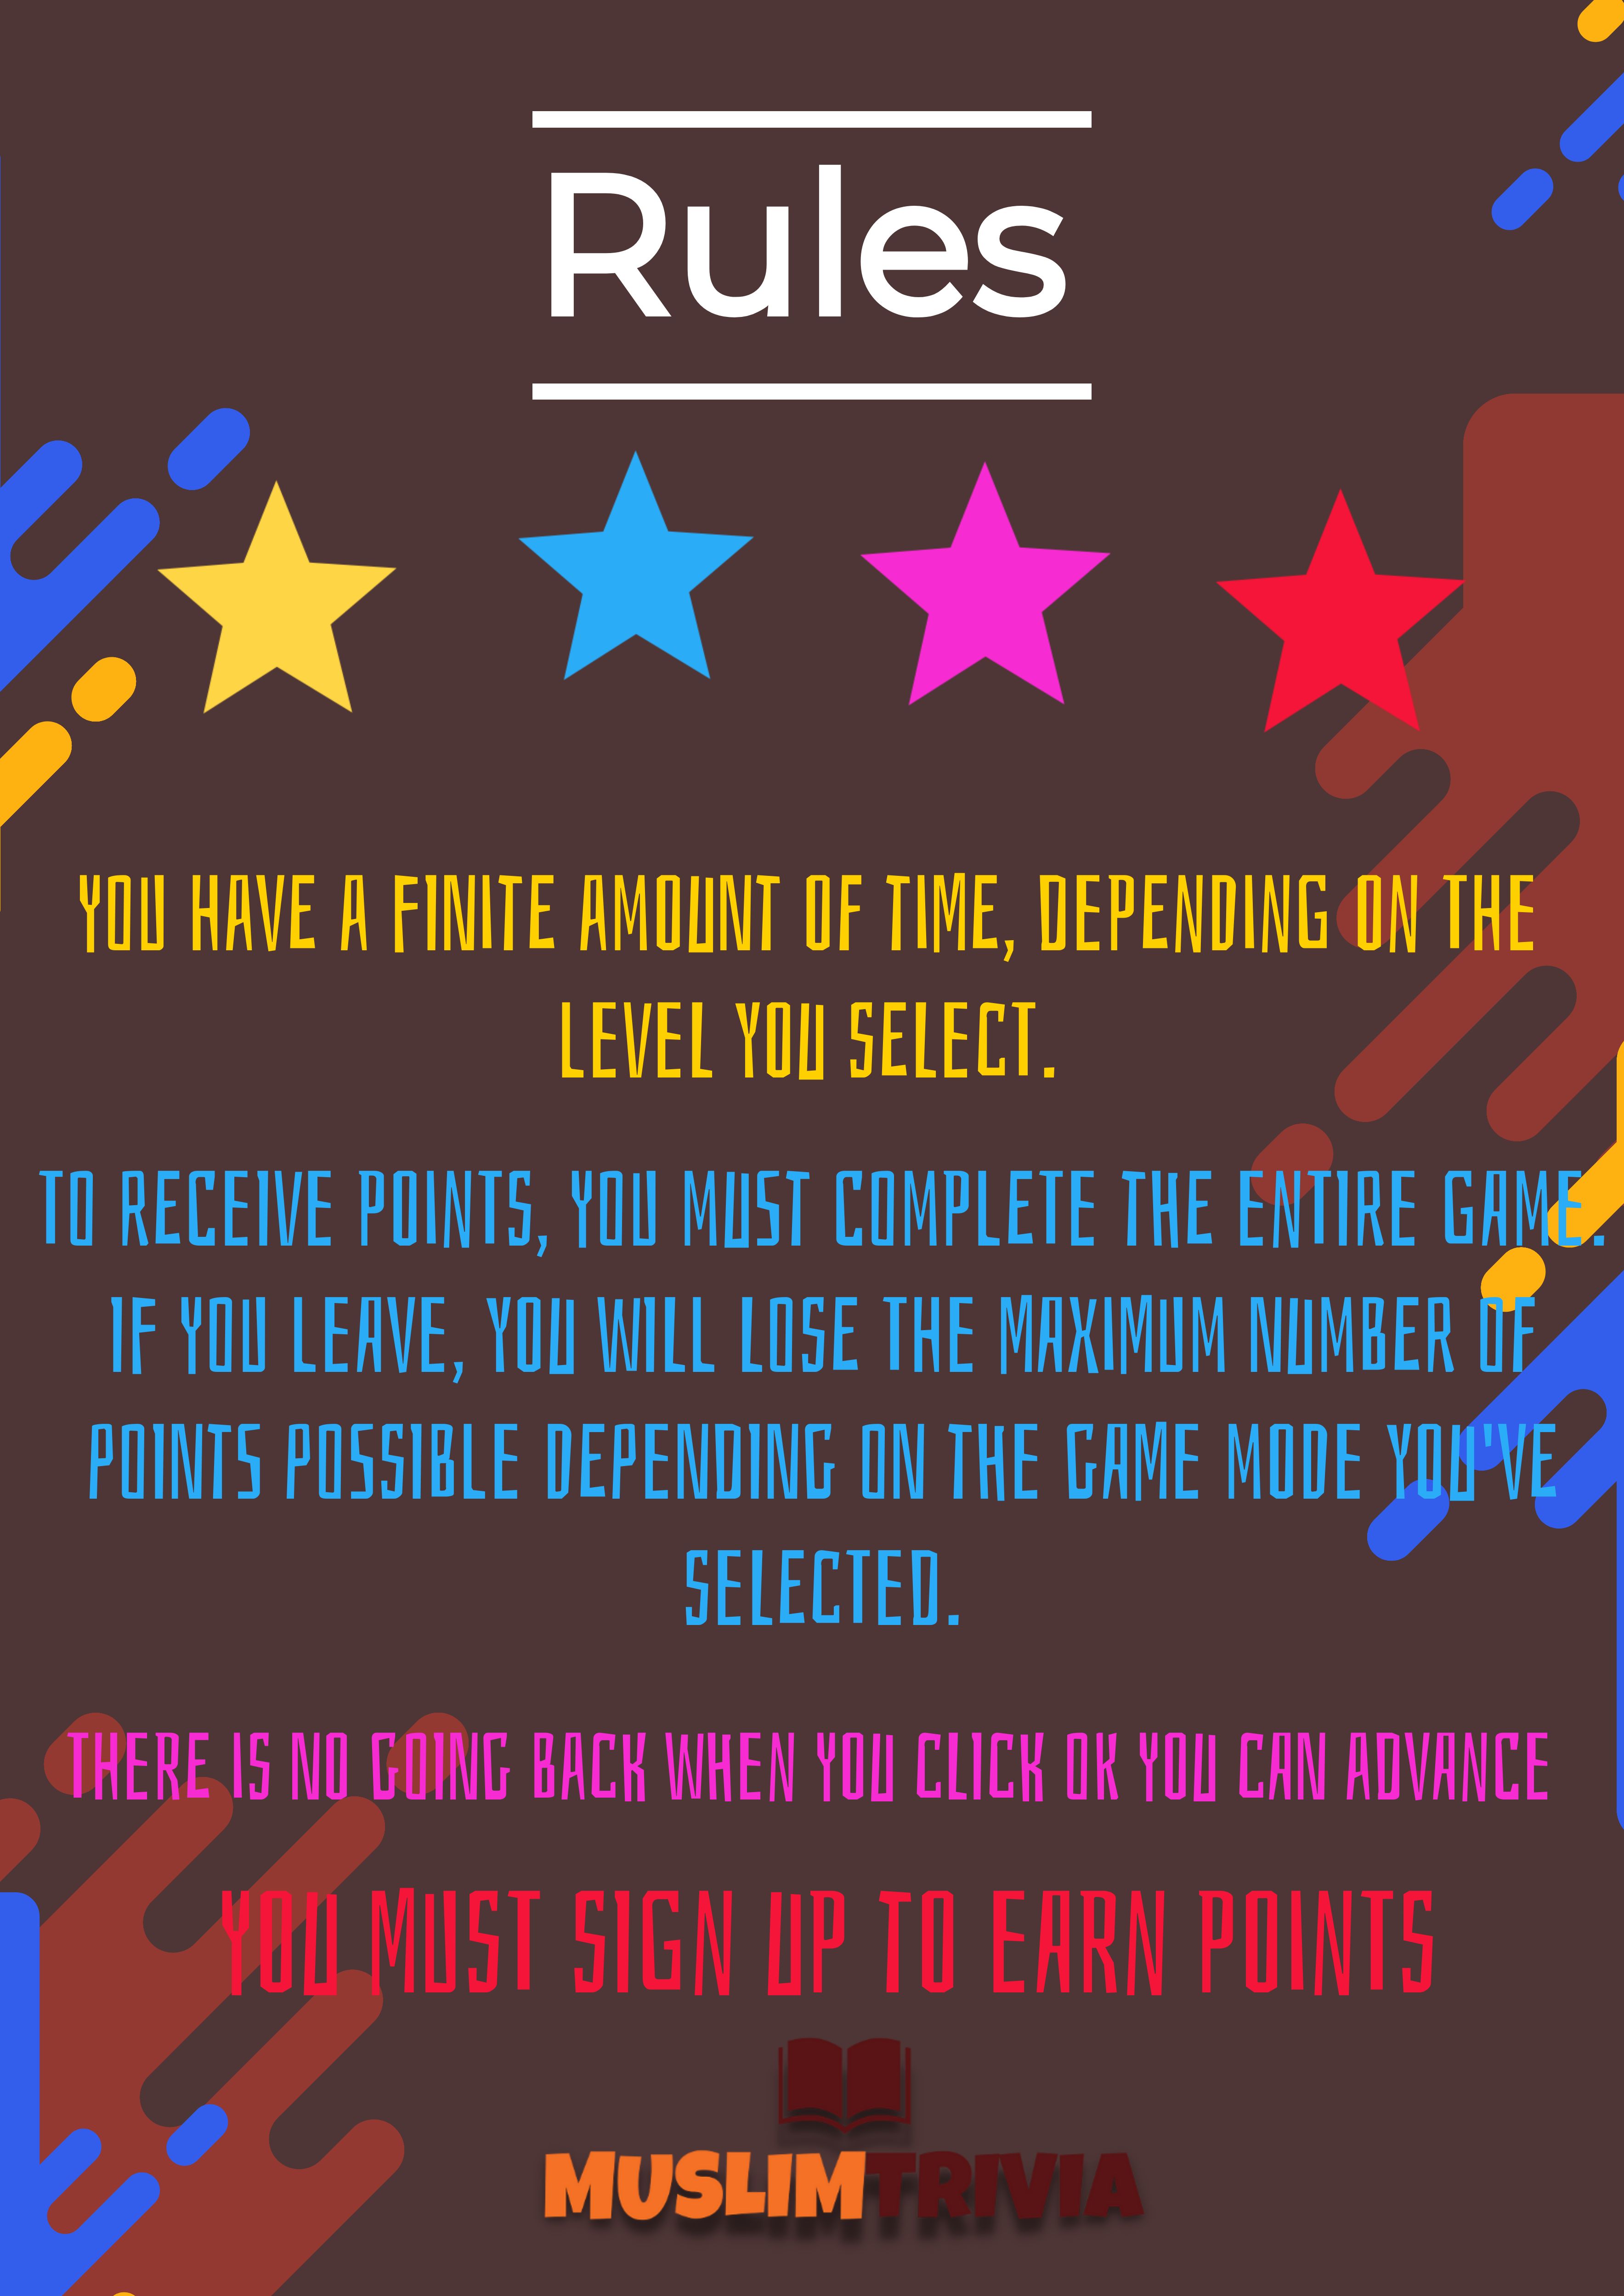 Rules
YOU HAVE A FINITE AMOUNT OF TIME, DEPENDING ON THE
LEVEL YOU SELECT.
TO RECEIVE POINTS, YOU MUST COMPLETE THE ENTIRE GAME.
IF YOU LEAVE, YOU WILL LOSE THE MAXIMUM NUMBER OF
POINTS POSSIBLE DEPENDING ON THE GAME MODE YOU'VE
SELECTED.
THERE IS NO GOING BACK WHEN YOU CLICK OK YOU CAN ADVANCE
YOU MUST SIGN UP TO EARN POINTS
MUSLIMTRIVIA